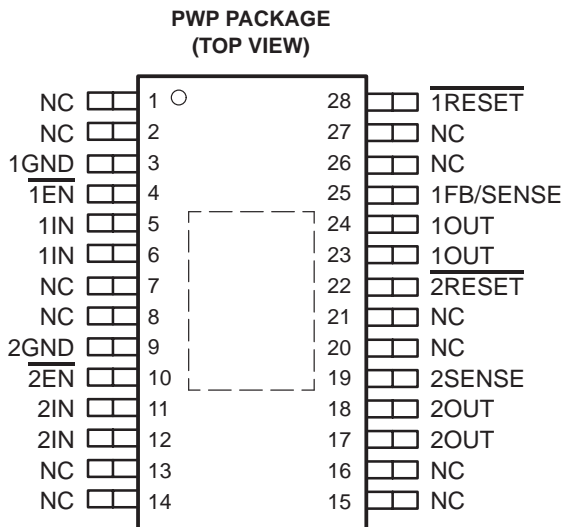 PWP PACKAGE
(TOP VIEW)
NC 1 28 1RESET
NC 2 27 NC
1GND 3 26 NC
1EN 4 25 1FB/SENSE
1IN 5 24 1OUT
1IN 6 23 1OUT
NC 7 22 2RESET
NC 8 21 NC
2GND 9 20 NC
2EN 10 19 2SENSE
2IN 11 18 2OUT
2IN 12 17 2OUT
NC 13 16 NC
NC 14 15 NC